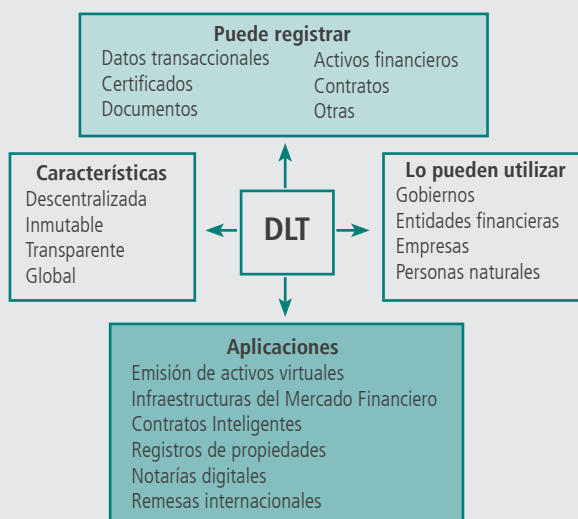 Puede registrar
Datos transaccionales
Certificados
Documentos
Activos financieros
Contratos
Otras
Característícas
Descentralizada
Inmutable
Transparente
Global
DLT
Lo pueden utilizar
Gobiernos
Entidades financieras
Empresas
Personas naturales
Aplicaciones
Emisión de activos virtuales
Infraestructuras del Mercado Financiero
Contratos Inteligentes
Registros de propiedades
Notarías digitales
Remesas internacionales